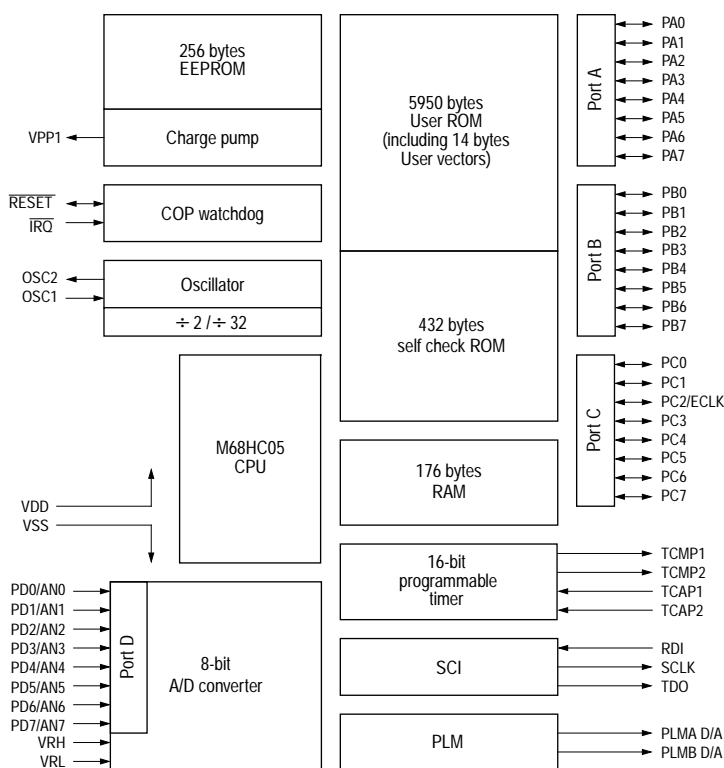 256 bytes
EEPROM
Charge pump
VPP1
RESET
IRQ
COP watchdog
OSC2
OSC1
Oscillator
÷ 2 / ÷ 32
M68HC05
CPU
VDD
VSS
PD0/AN0
PD1/AN1
PD2/AN2
PD3/AN3
PD4/AN4
PD5/AN5
PD6/AN6
PD7/AN7
VRH
VRL
Port D
8-bit
A/D converter
5950 bytes
User ROM
(including 14 bytes
User vectors)
432 bytes
self check ROM
176 bytes
RAM
16-bit
programmable
timer
SCI
PLM
Port A
PA0
PA1
PA2
PA3
PA4
PA5
PA6
PA7
Port B
PB0
PB1
PB2
PB3
PB4
PB5
PB6
PB7
Port C
PC0
PC1
PC2/ECLK
PC3
PC4
PC5
PC6
PC7
TCMP1
TCMP2
TCAP1
TCAP2
RDI
SCLK
TDO
PLMA D/A
PLMB D/A